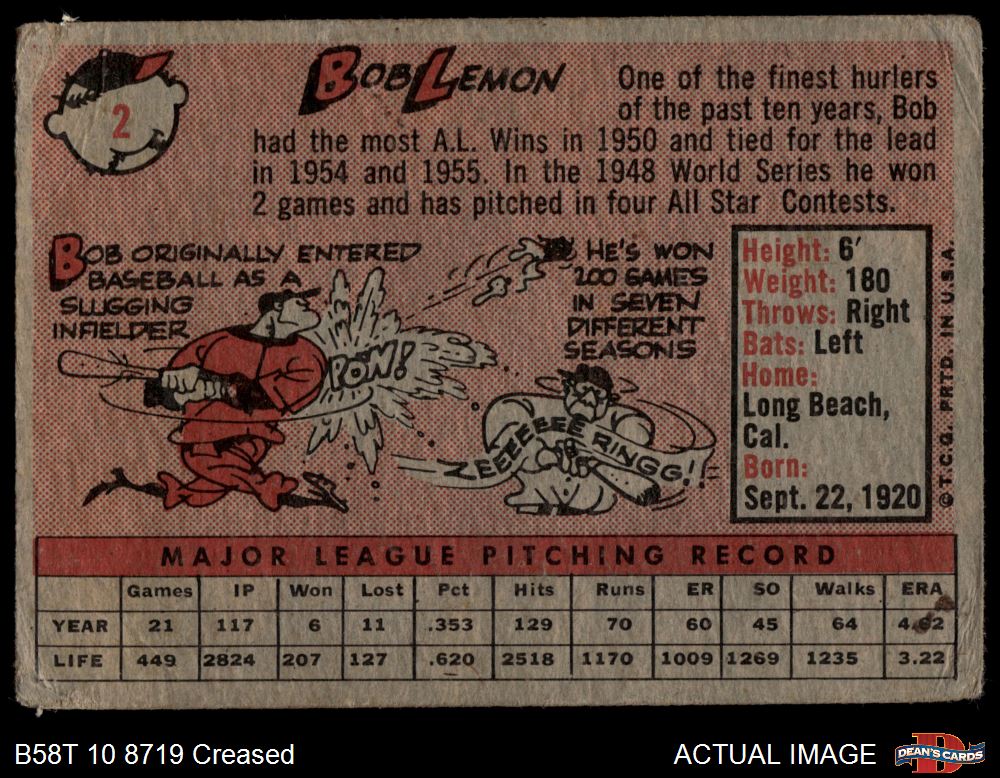 2
BOB LEMON
One of the finest hurlers
of the past ten years, Bob
had the most A.L. Wins in 1950 and tied for the lead
in 1954 and 1955. In the 1948 World Series he won
2 games and has pitched in four All Star Contests.
BOB ORIGINALLY ENTERED
BASEBALL AS A
SLUGGING
INFIELDER
POW!
HE'S WON
200 GAMES
IN SEVEN
DIFFERENT
SEASONS
ZEEEEEEE RINGG!!
Height: 6'
Weight: 180
Throws: Right
Bats: Left
Home:
Long Beach,
Cal.
Born:
Sept. 22, 1920
© T.C.G. PRTD. IN U.S.A.
MAJOR LEAGUE PITCHING RECORD
Games IP Won Lost Pct Hits Runs ER SO Walks ERA
YEAR 21 117 6 11 .353 129 70 60 45 64 4.62
LIFE 449 2824 207 127 .620 2518 1170 1009 1269 1235 3.22
B58T 10 8719 Creased
ACTUAL IMAGE
DEAN'S CARDS